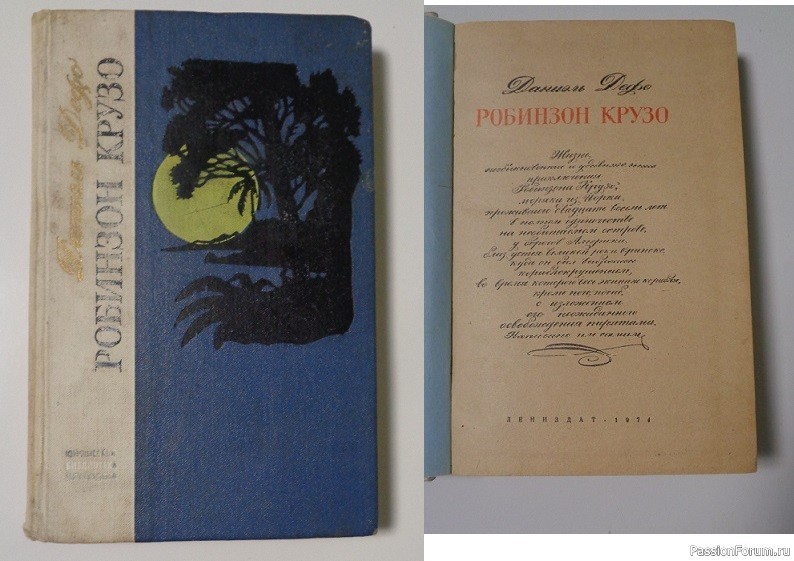 Даниэль Дефо
РОБИНЗОН КРУЗО
Даниэль Дефо
РОБИНЗОН КРУЗО
Жизнь,
необыкновенные и удивительные
приключения
Робинзона Крузо,
моряка из Йорка,
прожившего двадцать восемь лет
в полном одиночестве
на необитаемом острове,
у берегов Америки,
близ устья великой реки Ориноко,
куда он был выброшен
кораблекрушением,
во время которого весь экипаж корабля,
кроме него, погиб,
с изложением
его неожиданного
освобождения пиратами.
Написано им самим.
ЛЕНИЗДАТ · 1974
PassionForum.ru